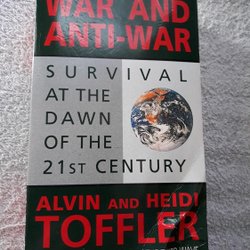 WAR AND
ANTI-WAR
SURVIVAL
AT THE
DAWN
OF THE
21ST CENTURY
ALVIN AND HEIDI
TOFFLER